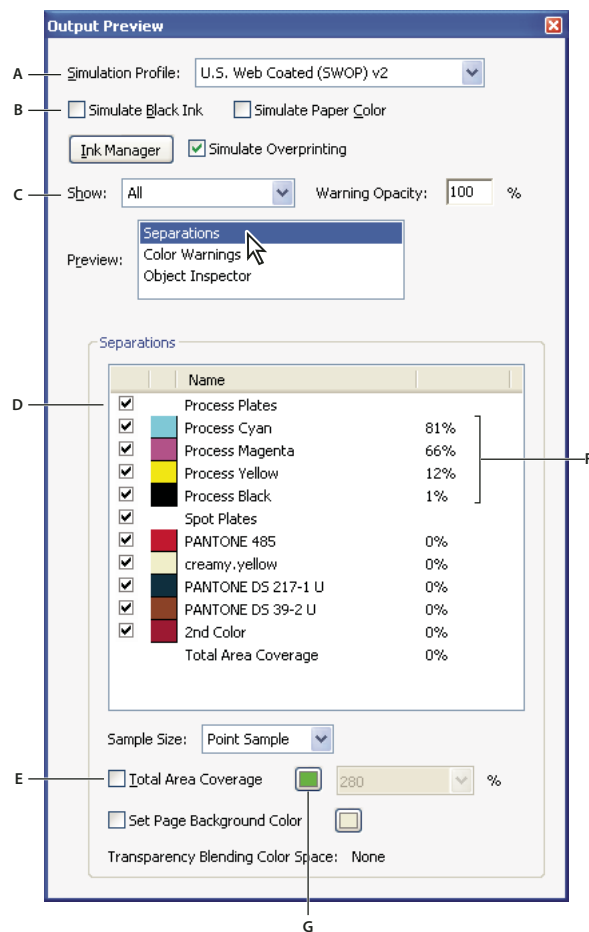 Output Preview
A Simulation Profile: U.S. Web Coated (SWOP) v2
B Simulate Black Ink Simulate Paper Color
Ink Manager Simulate Overprinting
C Show: All Warning Opacity: 100 %
Separations
Preview: Color Warnings
Object Inspector
Separations
Name
D Process Plates
Process Cyan 81%
Process Magenta 66%
F
Process Yellow 12%
Process Black 1%
Spot Plates
PANTONE 485 0%
creamy.yellow 0%
PANTONE DS 217-1 U 0%
PANTONE DS 39-2 U 0%
2nd Color 0%
Total Area Coverage 0%
Sample Size: Point Sample
E Total Area Coverage 280 %
Set Page Background Color
Transparency Blending Color Space: None
G